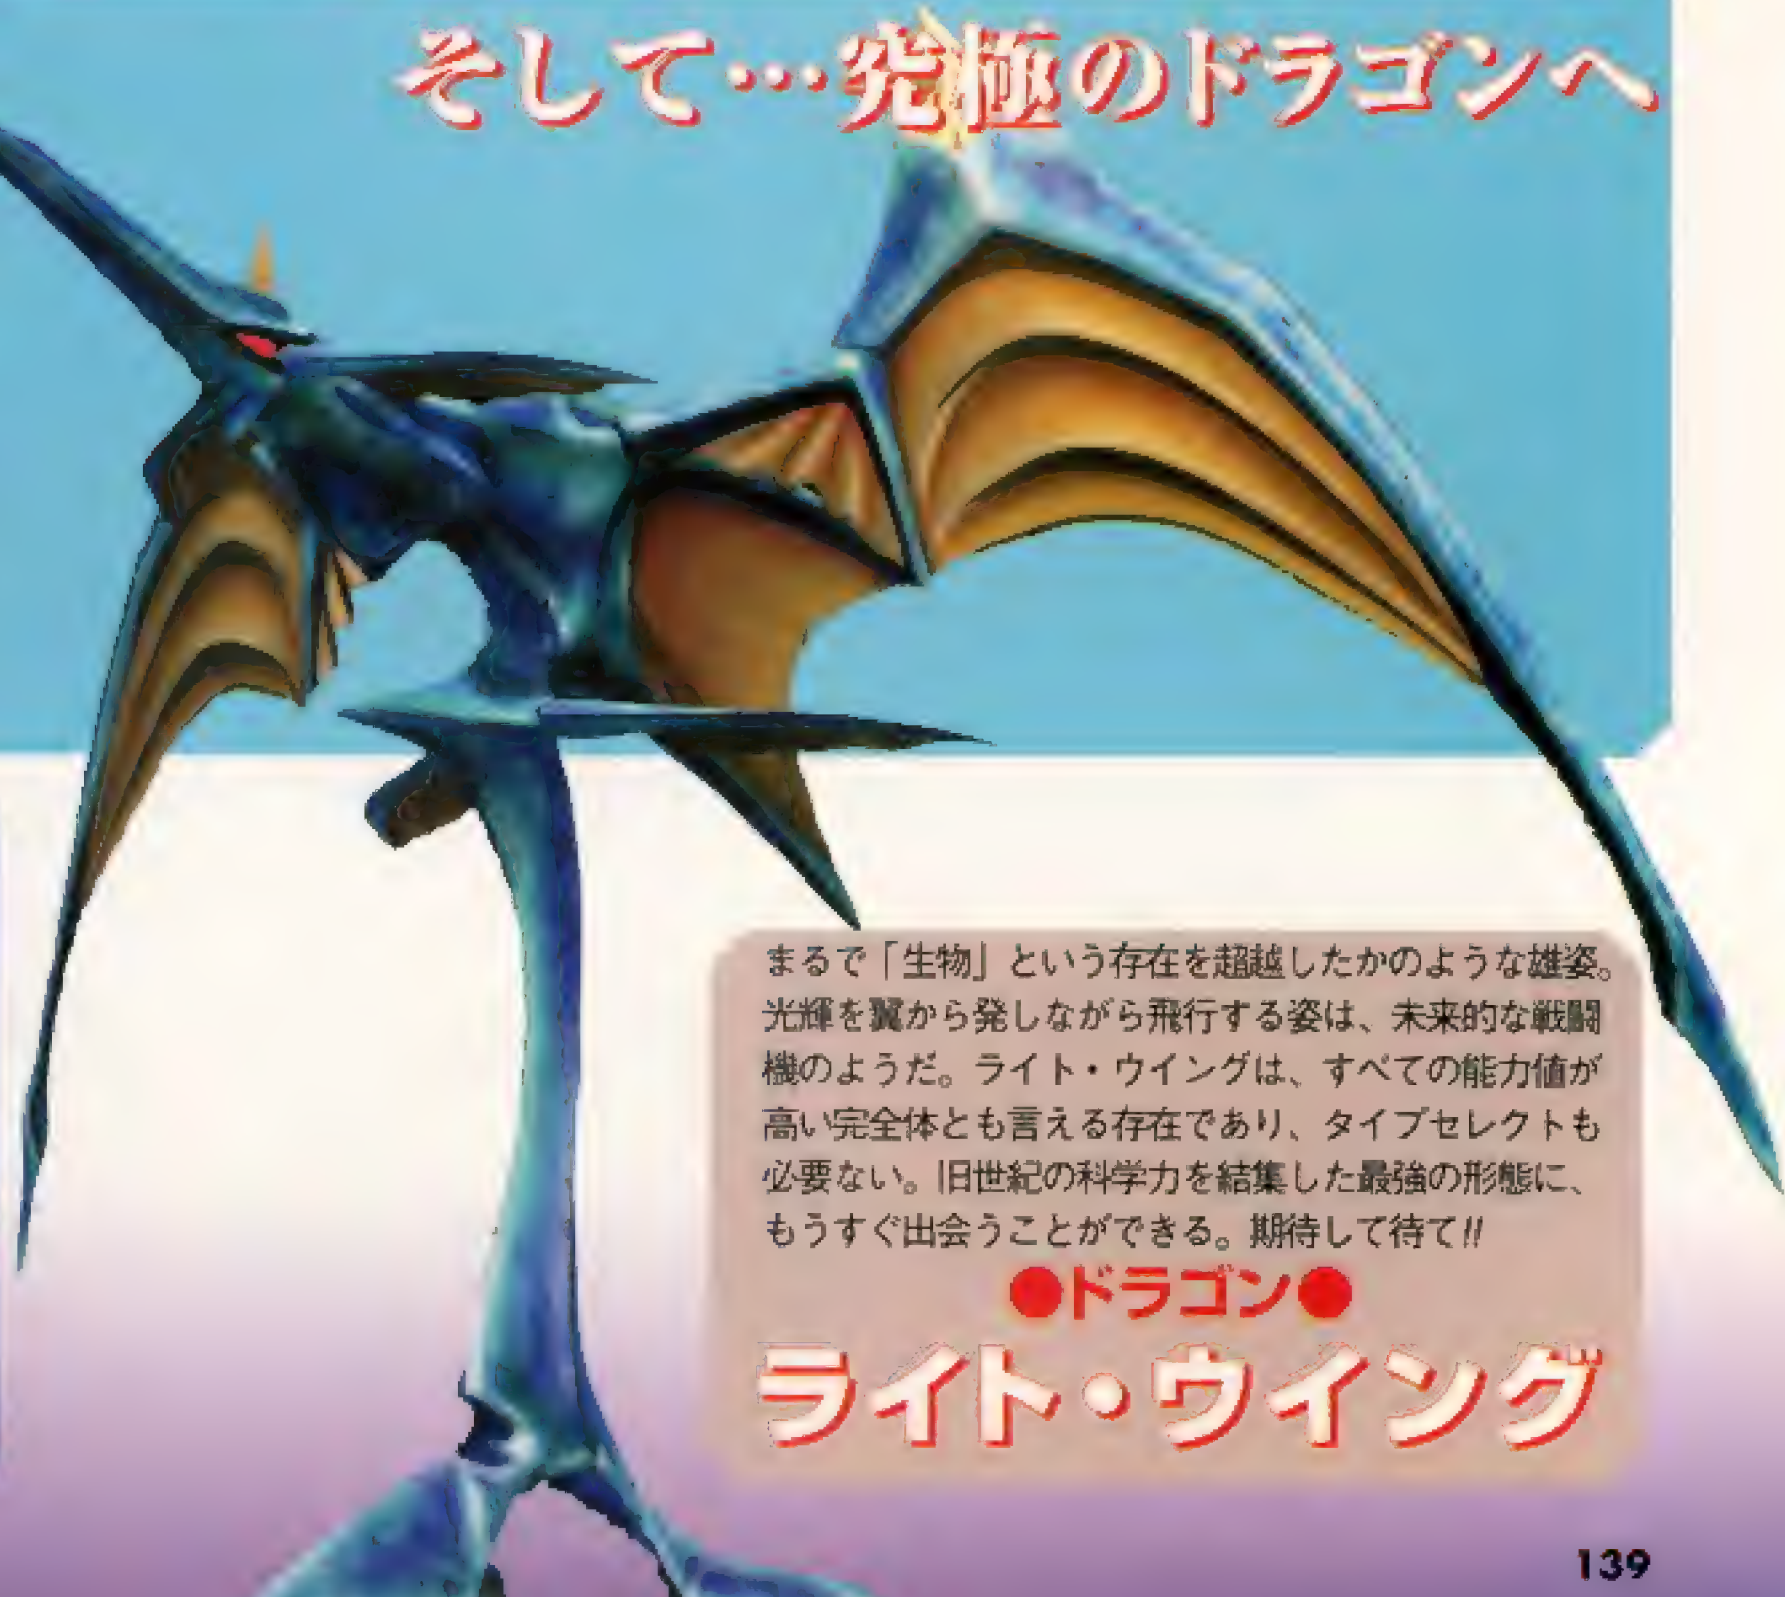 そして…究極のドラゴンへ
まるで「生物」という存在を超越したかのような雄姿。
光輝を翼から発しながら飛行する姿は、未来的な戦闘
機のようだ。ライト・ウイングは、すべての能力値が
高い完全体とも言える存在であり、タイプセレクトも
必要ない。旧世紀の科学力を結集した最強の形態に、
もうすぐ出会うことができる。期待して待て!!
●ドラゴン●
ライト・ウイング
139